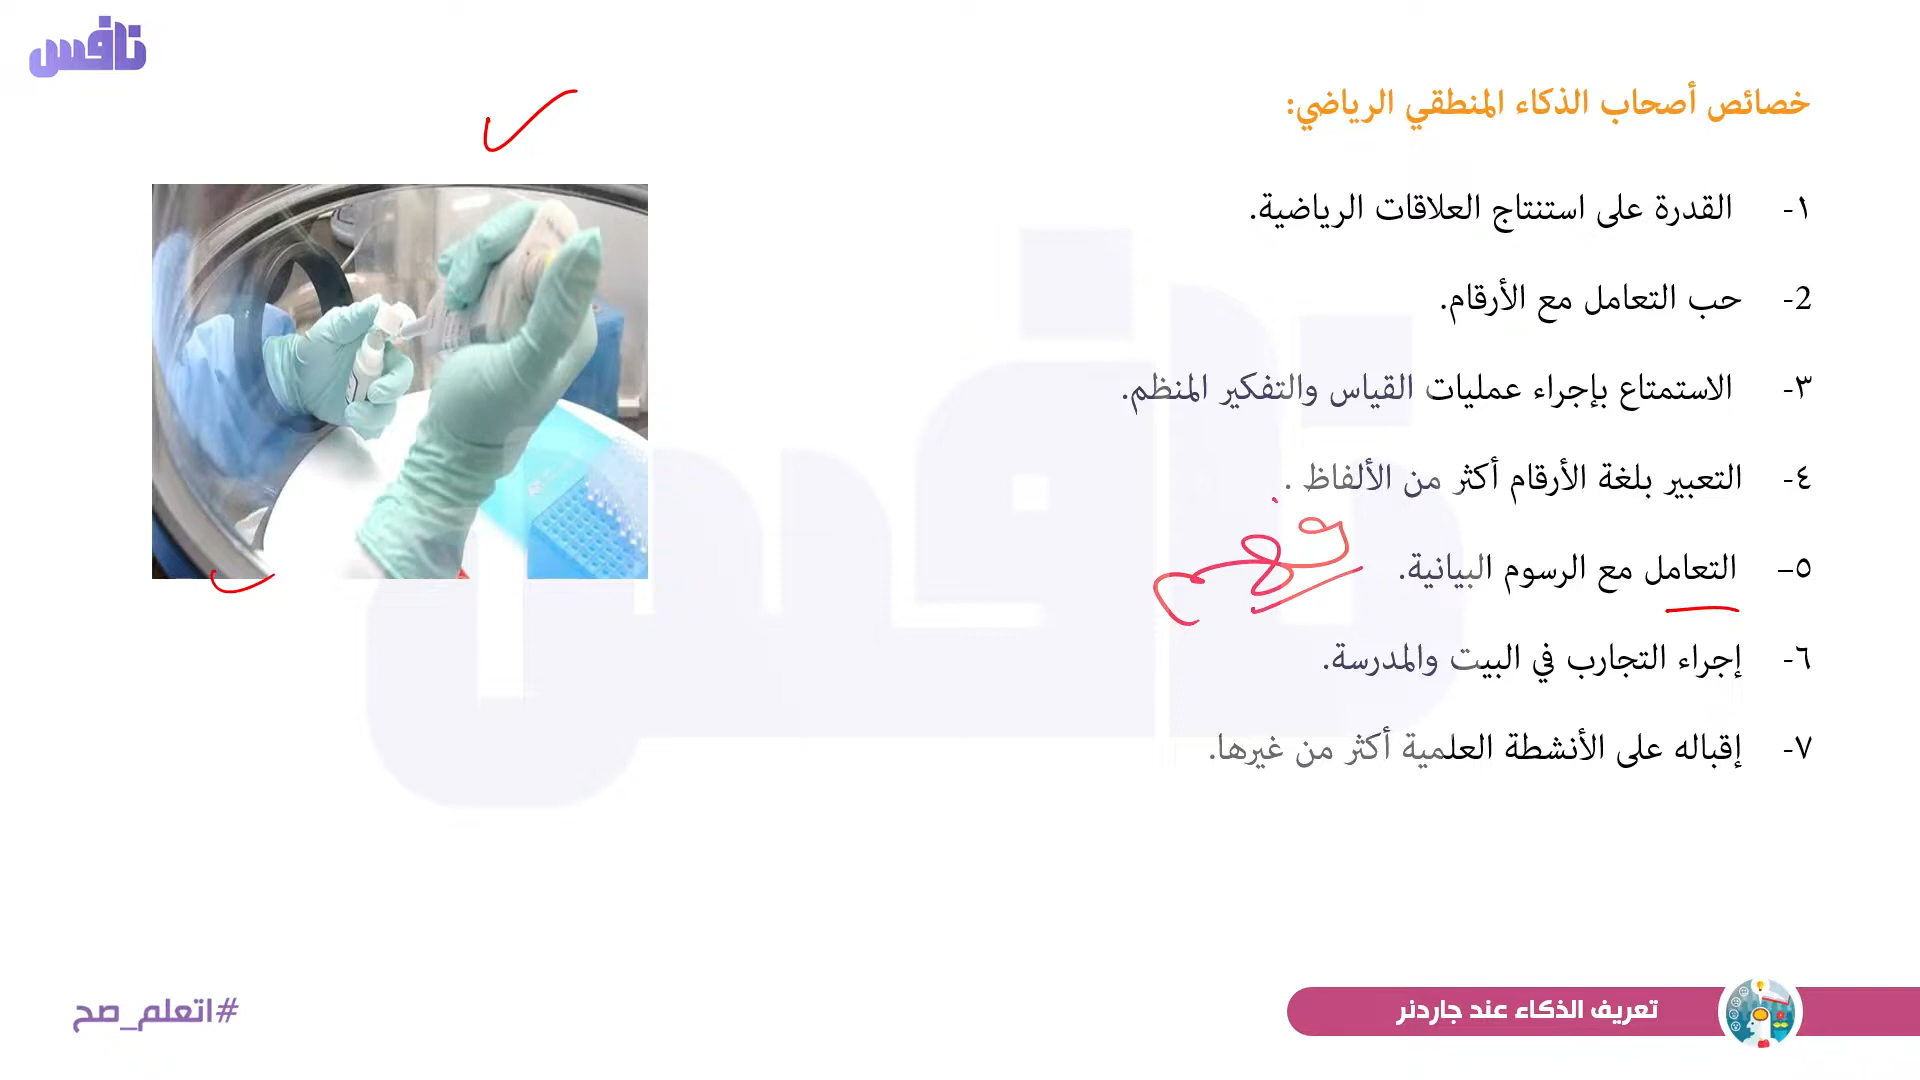 نافس
خصائص أصحاب الذكاء المنطقي الرياضي:
١- القدرة على استنتاج العلاقات الرياضية.
2- حب التعامل مع الأرقام.
٣- الاستمتاع بإجراء عمليات القياس والتفكير المنظم.
٤- التعبير بلغة الأرقام أكثر من الألفاظ .
٥– التعامل مع الرسوم البيانية.
فهم
٦- إجراء التجارب في البيت والمدرسة.
٧- إقباله على الأنشطة العلمية أكثر من غيرها.
تعريف الذكاء عند جاردنر
#اتعلم_صح